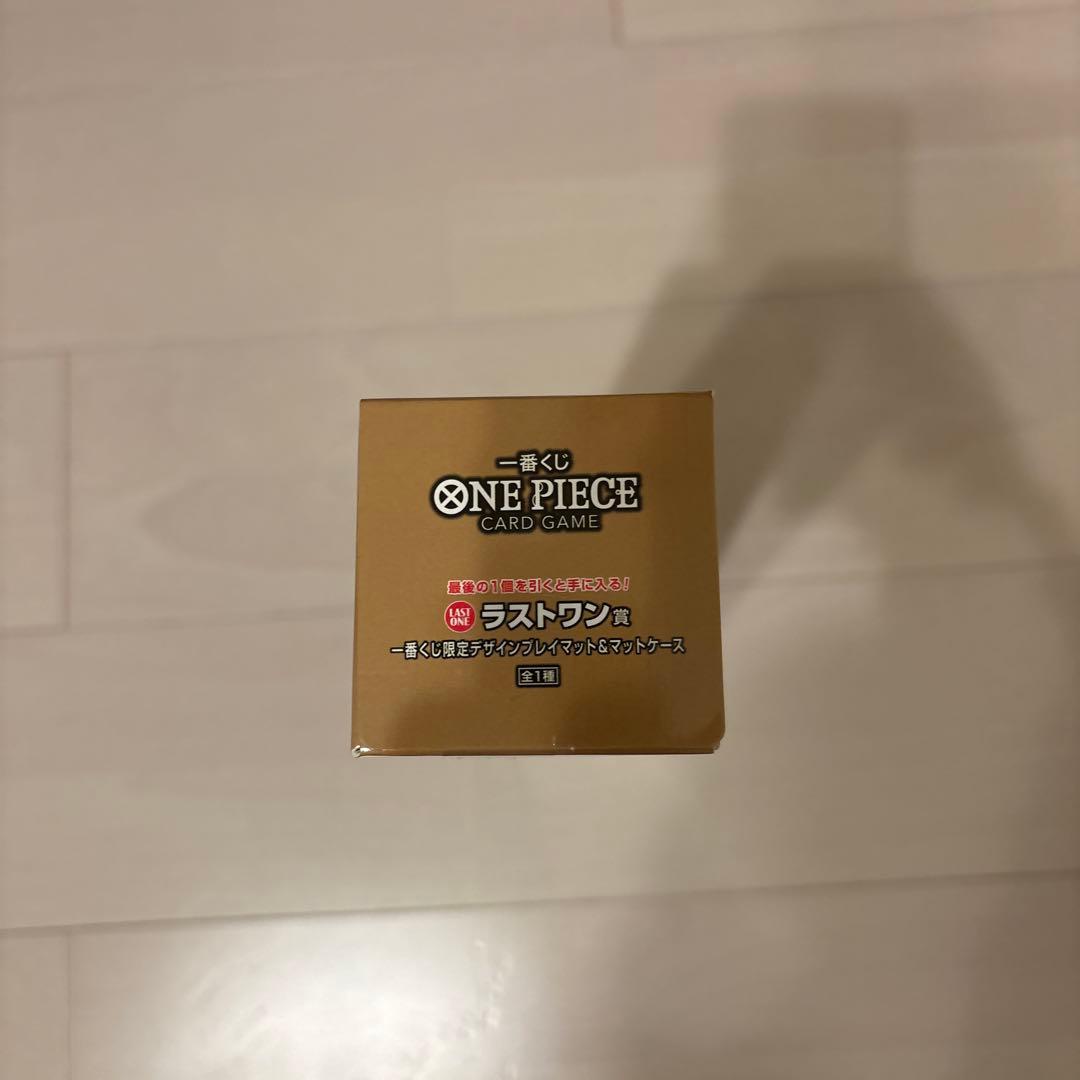 一番くじ
ONE PIECE
CARD GAME
最後の1個を引くと手に入る!
LAST ONE ラストワン賞
一番くじ限定デザインプレイマット&マットケース
全1種